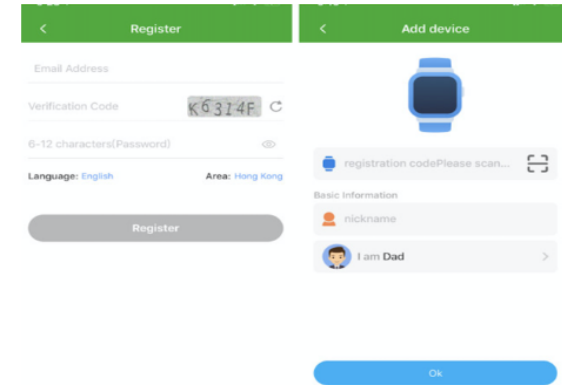 Register
Email Address
Verification Code
K6314F
6-12 characters(Password)
Language: English
Area: Hong Kong
Register
Add device
registration codePlease scan...
Basic Information
nickname
I am Dad
Ok